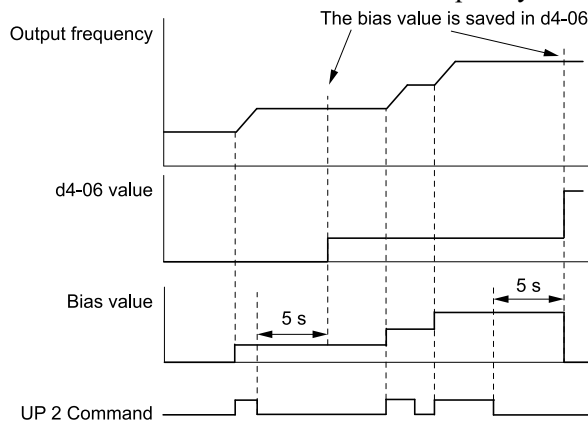 The bias value is saved in d4-06
Output frequency
d4-06 value
Bias value
5 s
5 s
UP 2 Command